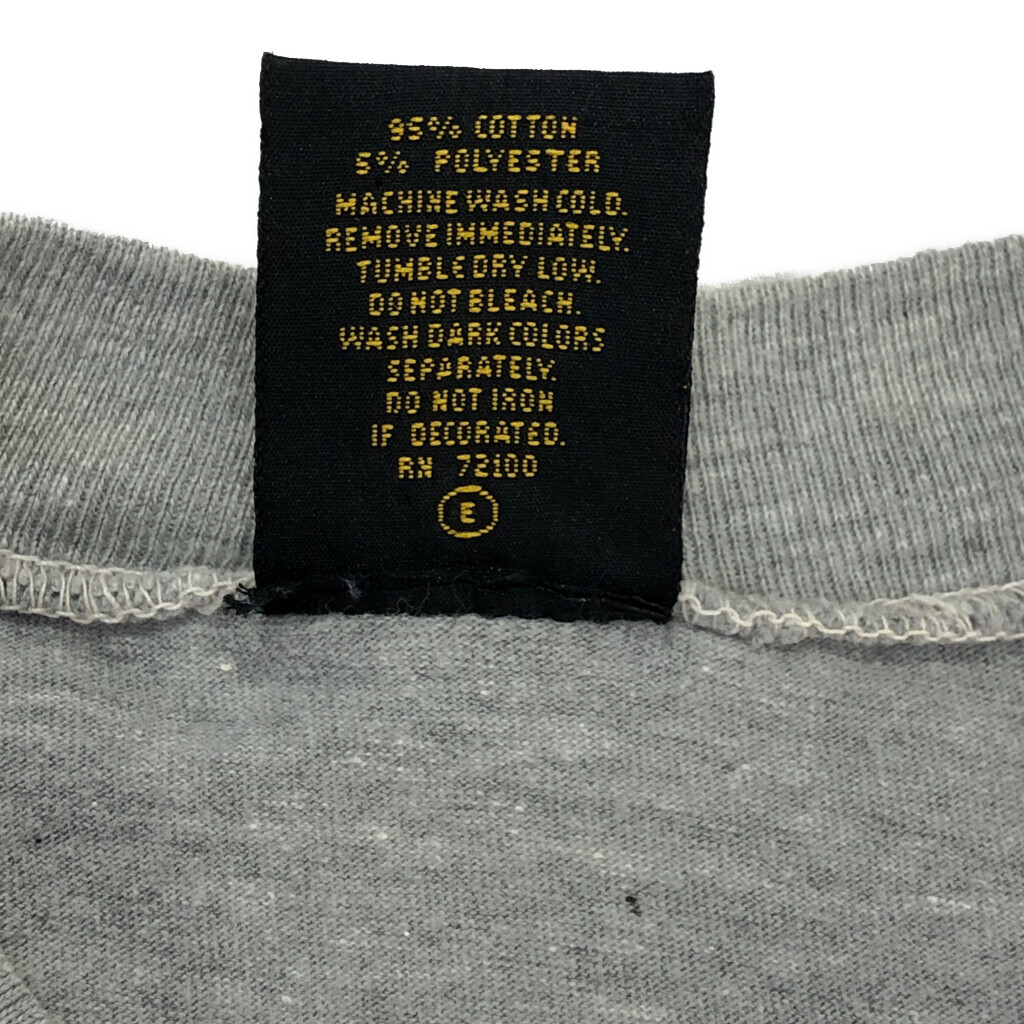 95% COTTON
5% POLYESTER
MACHINE WASH COLD.
REMOVE IMMEDIATELY.
TUMBLE DRY LOW.
DO NOT BLEACH.
WASH DARK COLORS
SEPARATELY.
DO NOT IRON
IF DECORATED.
RN 72100
E